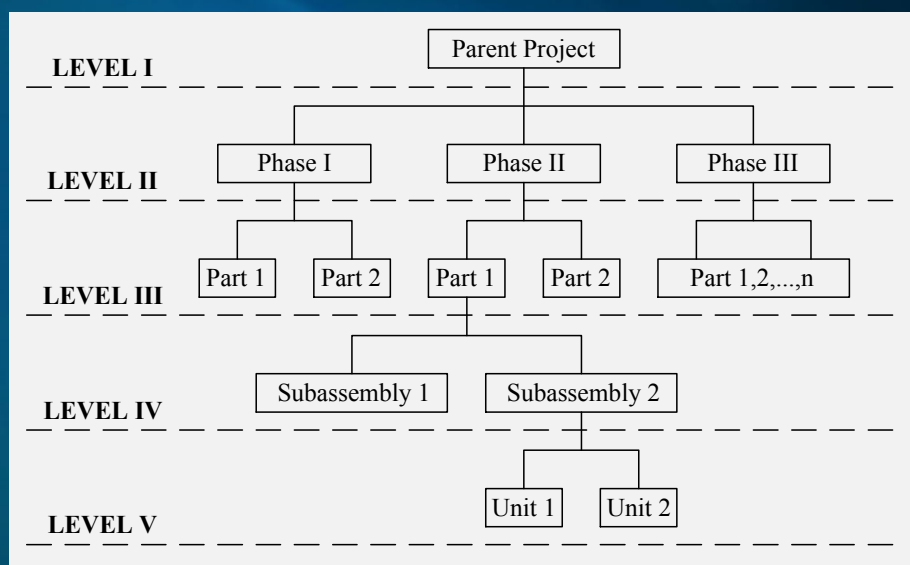 Parent Project
LEVEL I
Phase I Phase II Phase III
LEVEL II
Part 1 Part 2 Part 1 Part 2 Part 1,2,...,n
LEVEL III
Subassembly 1 Subassembly 2
LEVEL IV
Unit 1 Unit 2
LEVEL V